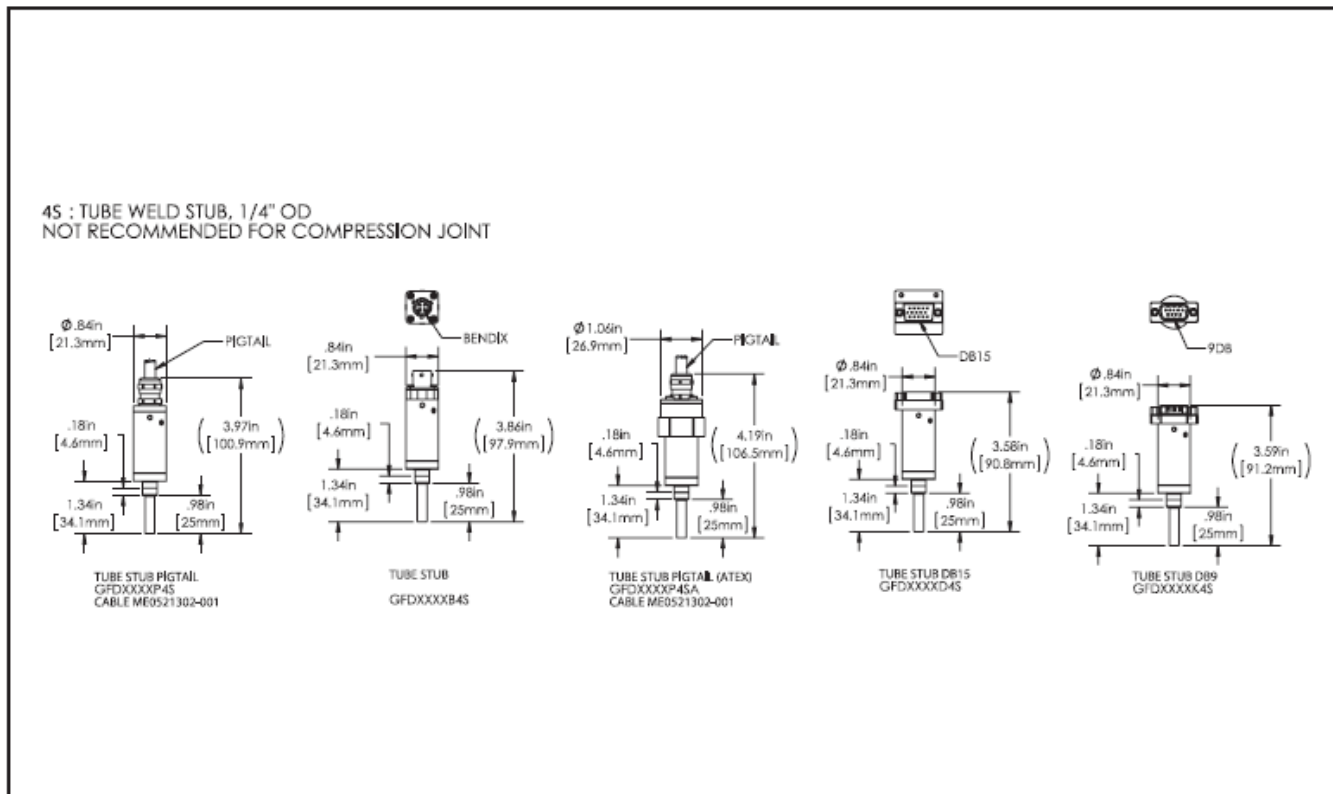 4S : TUBE WELD STUB, 1/4" OD
NOT RECOMMENDED FOR COMPRESSION JOINT
Ø.84in
[21.3mm]
PIGTAIL
.18in
[4.6mm]
3.97in
[100.9mm]
1.34in
[34.1mm]
.98in
[25mm]
TUBE STUB PIGTAIL
GFDXXXXP4S
CABLE ME0521302-001
BENDIX
.84in
[21.3mm]
.18in
[4.6mm]
3.86in
[97.9mm]
1.34in
[34.1mm]
.98in
[25mm]
TUBE STUB
GFDXXXXB4S
Ø1.06in
[26.9mm]
PIGTAIL
.18in
[4.6mm]
4.19in
[106.5mm]
1.34in
[34.1mm]
.98in
[25mm]
TUBE STUB PIGTAIL (ATEX)
GFDXXXXP4SA
CABLE ME0521302-001
DB15
Ø.84in
[21.3mm]
.18in
[4.6mm]
3.58in
[90.8mm]
1.34in
[34.1mm]
.98in
[25mm]
TUBE STUB DB15
GFDXXXXD4S
9DB
Ø.84in
[21.3mm]
.18in
[4.6mm]
3.59in
[91.2mm]
1.34in
[34.1mm]
.98in
[25mm]
TUBE STUB DB9
GFDXXXXK4S